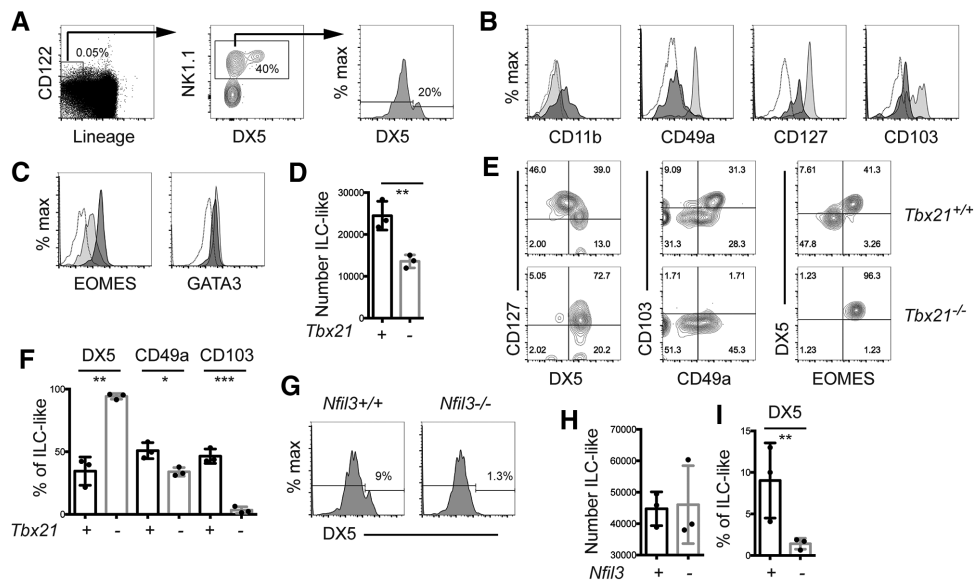 A
CD122
0.05%
Lineage
NK1.1
40%
DX5
% max
20%
DX5
B
% max
CD11b
CD49a
CD127
CD103
C
% max
EOMES
GATA3
D
Number ILC-like
30000
20000
10000
0
**
Tbx21
+ -
E
46.0 39.0
2.00 13.0
9.09 31.3
31.3 28.3
7.61 41.3
47.8 3.26
Tbx21+/+
5.05 72.7
2.02 20.2
1.71 1.71
51.3 45.3
1.23 96.3
1.23 1.23
Tbx21-/-
CD127
DX5
CD103
CD49a
DX5
EOMES
F
DX5 CD49a CD103
** * ***
% of ILC-like
100
50
0
Tbx21 + - + - + -
G
Nfil3+/+ Nfil3-/-
% max
9%
1.3%
DX5
H
Number ILC-like
70000
60000
50000
40000
30000
Nfil3 + -
I
DX5
**
% of ILC-like
15
10
5
0
+ -